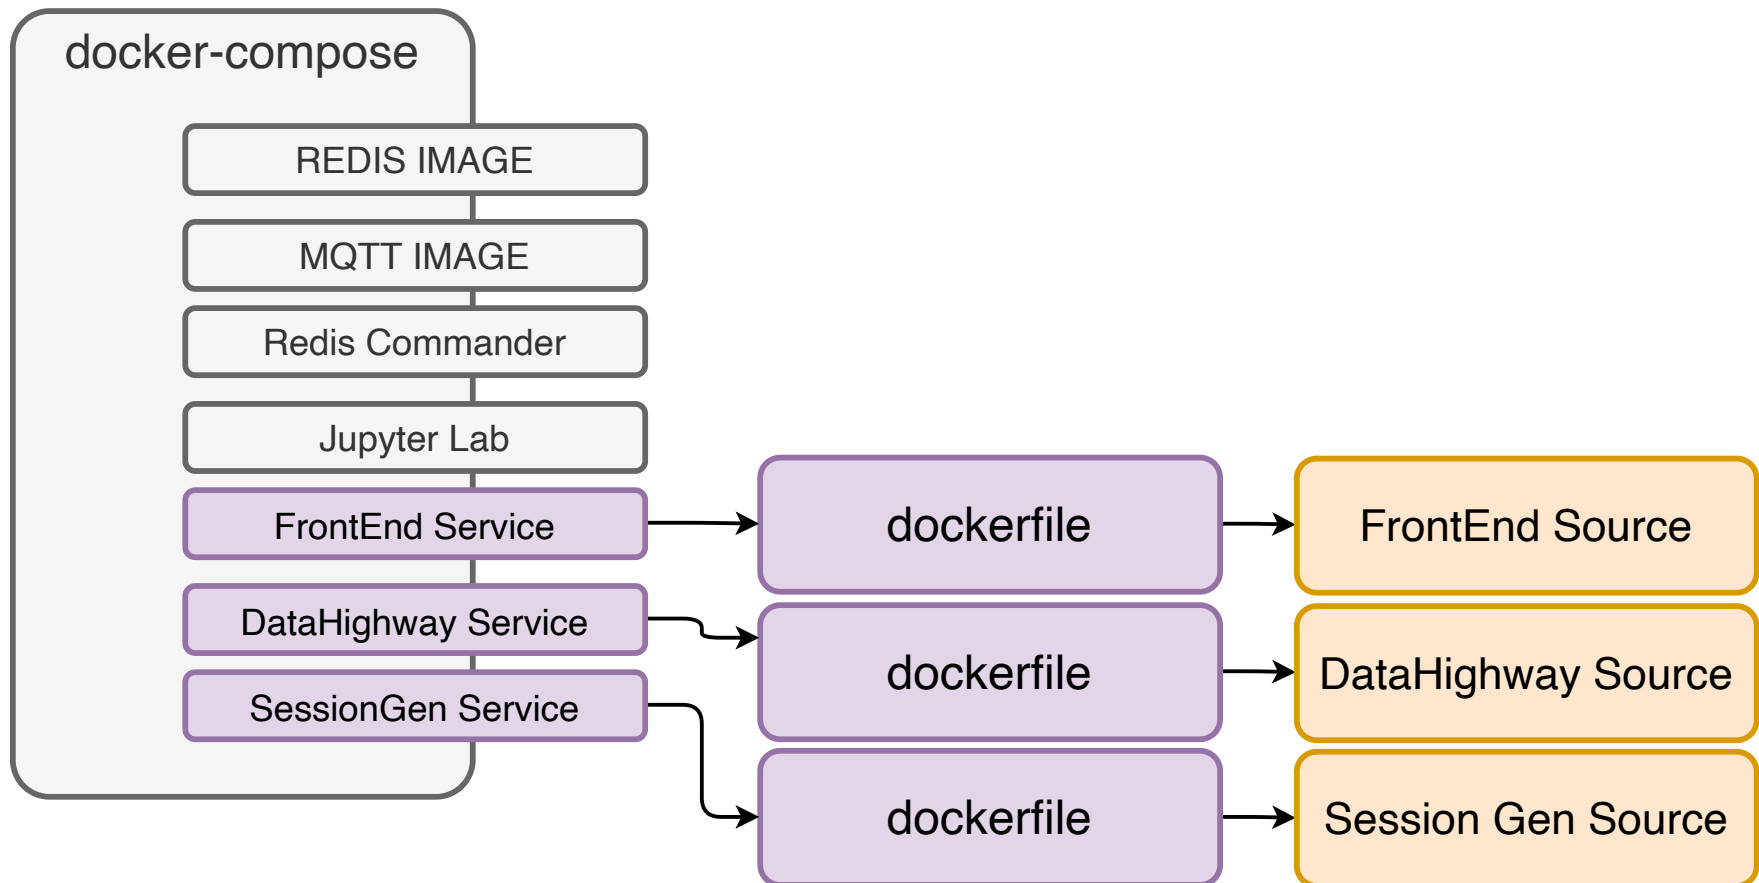 docker-compose
REDIS IMAGE
MQTT IMAGE
Redis Commander
Jupyter Lab
FrontEnd Service
dockerfile
FrontEnd Source
DataHighway Service
dockerfile
DataHighway Source
SessionGen Service
dockerfile
Session Gen Source